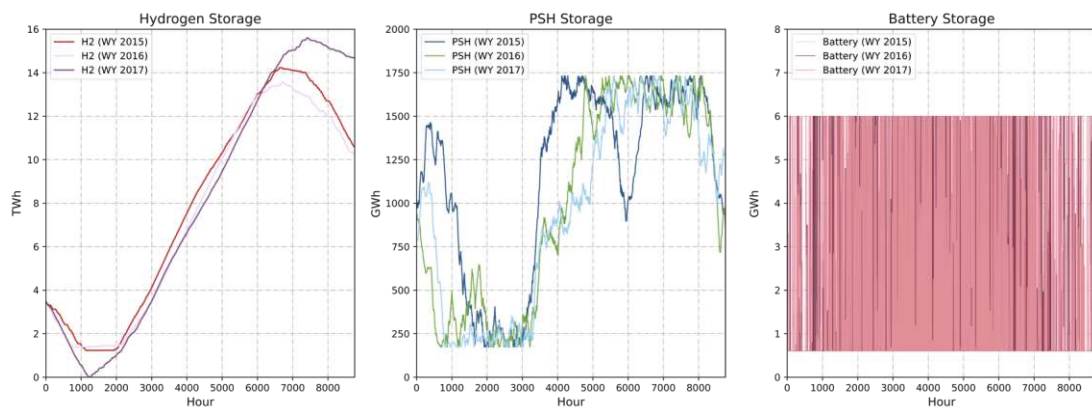 Hydrogen Storage
16
14
12
10
8
6
4
2
0
TWh
H2 (WY 2015)
H2 (WY 2016)
H2 (WY 2017)
0 1000 2000 3000 4000 5000 6000 7000 8000
Hour
PSH Storage
2000
1750
1500
1250
1000
750
500
250
0
GWh
PSH (WY 2015)
PSH (WY 2016)
PSH (WY 2017)
0 1000 2000 3000 4000 5000 6000 7000 8000
Hour
Battery Storage
8
7
6
5
4
3
2
1
0
GWh
Battery (WY 2015)
Battery (WY 2016)
Battery (WY 2017)
0 1000 2000 3000 4000 5000 6000 7000 8000
Hour